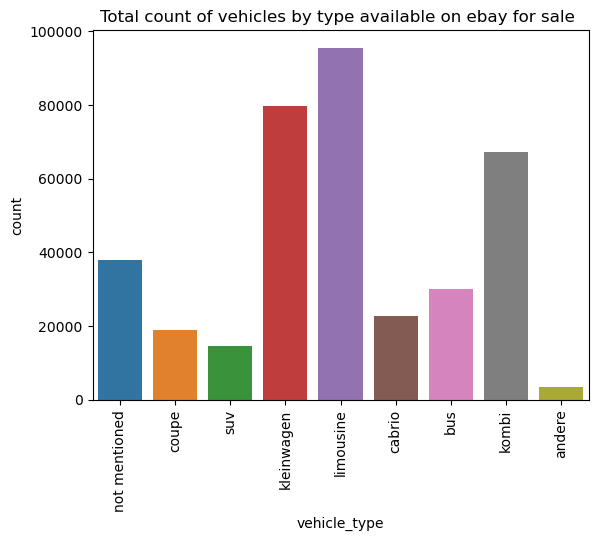 Total count of vehicles by type available on ebay for sale
100000
80000
60000
40000
20000
0
count
not mentioned
coupe
suv
kleinwagen
limousine
cabrio
bus
kombi
andere
vehicle_type